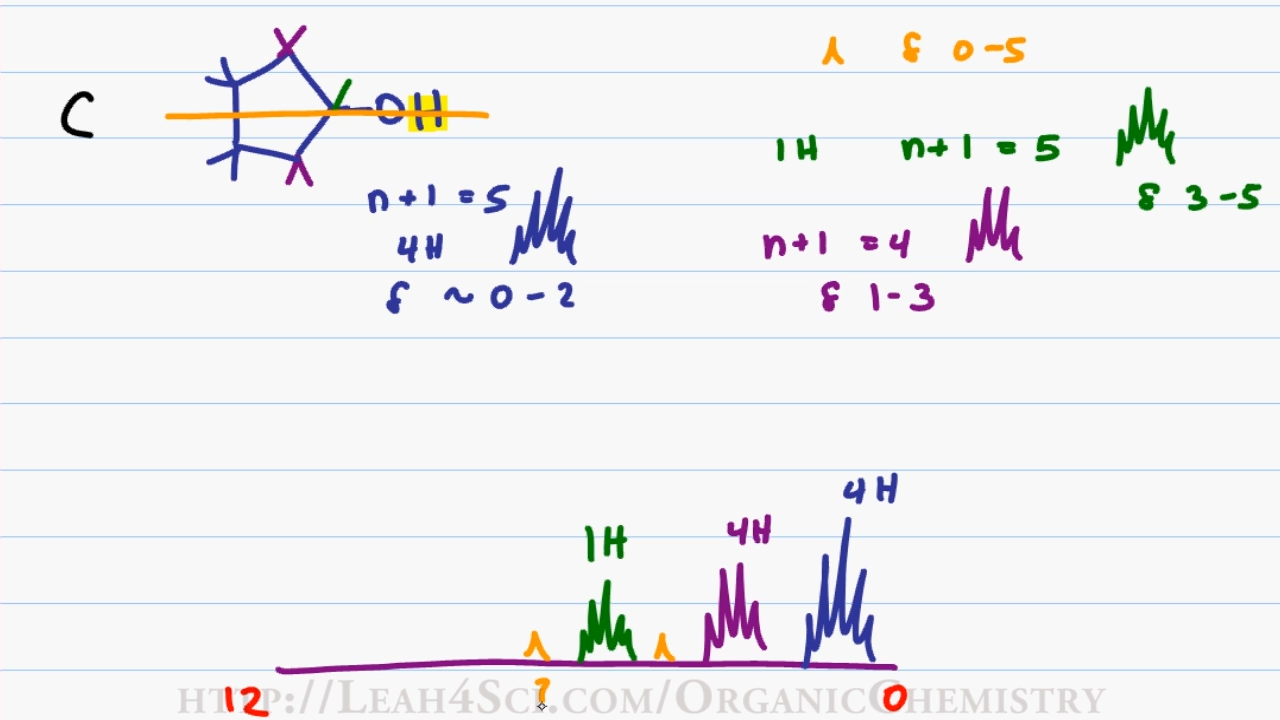 λ δ 0-5
C
OH
1H n+1 = 5
δ 3-5
n+1 = 5
4H
δ ~ 0-2
n+1 = 4
δ 1-3
4H
4H
1H
12
?
0
HTTP://LEAH4SCI.COM/ORGANICCHEMISTRY